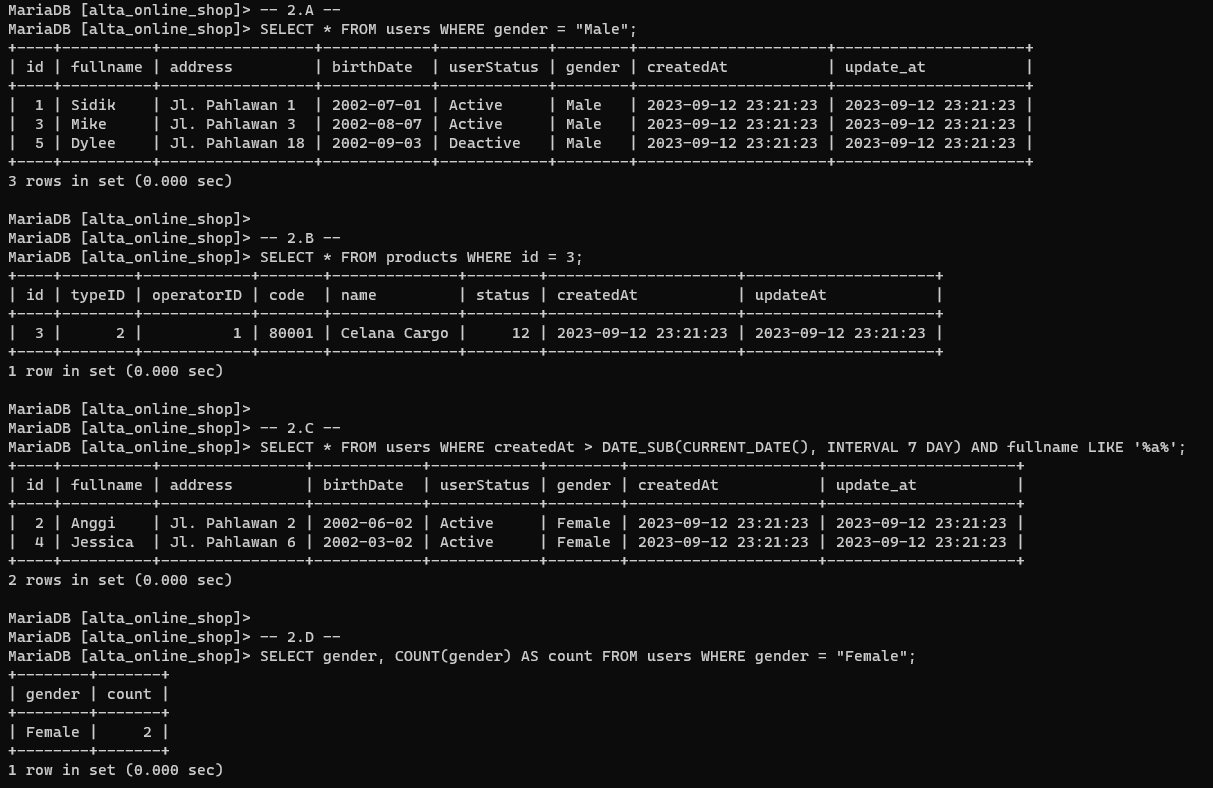 MariaDB [alta_online_shop]> -- 2.A --
MariaDB [alta_online_shop]> SELECT * FROM users WHERE gender = "Male";
+----+----------+-----------------+------------+------------+--------+---------------------+---------------------+
| id | fullname | address         | birthDate  | userStatus | gender | createdAt           | update_at           |
+----+----------+-----------------+------------+------------+--------+---------------------+---------------------+
|  1 | Sidik    | Jl. Pahlawan 1  | 2002-07-01 | Active     | Male   | 2023-09-12 23:21:23 | 2023-09-12 23:21:23 |
|  3 | Mike     | Jl. Pahlawan 3  | 2002-08-07 | Active     | Male   | 2023-09-12 23:21:23 | 2023-09-12 23:21:23 |
|  5 | Dylee    | Jl. Pahlawan 18 | 2002-09-03 | Deactive   | Male   | 2023-09-12 23:21:23 | 2023-09-12 23:21:23 |
+----+----------+-----------------+------------+------------+--------+---------------------+---------------------+
3 rows in set (0.000 sec)

MariaDB [alta_online_shop]>
MariaDB [alta_online_shop]> -- 2.B --
MariaDB [alta_online_shop]> SELECT * FROM products WHERE id = 3;
+----+--------+------------+-------+--------------+--------+---------------------+---------------------+
| id | typeID | operatorID | code  | name         | status | createdAt           | updateAt            |
+----+--------+------------+-------+--------------+--------+---------------------+---------------------+
|  3 |      2 |          1 | 80001 | Celana Cargo |     12 | 2023-09-12 23:21:23 | 2023-09-12 23:21:23 |
+----+--------+------------+-------+--------------+--------+---------------------+---------------------+
1 row in set (0.000 sec)

MariaDB [alta_online_shop]>
MariaDB [alta_online_shop]> -- 2.C --
MariaDB [alta_online_shop]> SELECT * FROM users WHERE createdAt > DATE_SUB(CURRENT_DATE(), INTERVAL 7 DAY) AND fullname LIKE '%a%';
+----+----------+----------------+------------+------------+--------+---------------------+---------------------+
| id | fullname | address        | birthDate  | userStatus | gender | createdAt           | update_at           |
+----+----------+----------------+------------+------------+--------+---------------------+---------------------+
|  2 | Anggi    | Jl. Pahlawan 2 | 2002-06-02 | Active     | Female | 2023-09-12 23:21:23 | 2023-09-12 23:21:23 |
|  4 | Jessica  | Jl. Pahlawan 6 | 2002-03-02 | Active     | Female | 2023-09-12 23:21:23 | 2023-09-12 23:21:23 |
+----+----------+----------------+------------+------------+--------+---------------------+---------------------+
2 rows in set (0.000 sec)

MariaDB [alta_online_shop]>
MariaDB [alta_online_shop]> -- 2.D --
MariaDB [alta_online_shop]> SELECT gender, COUNT(gender) AS count FROM users WHERE gender = "Female";
+--------+-------+
| gender | count |
+--------+-------+
| Female |     2 |
+--------+-------+
1 row in set (0.000 sec)